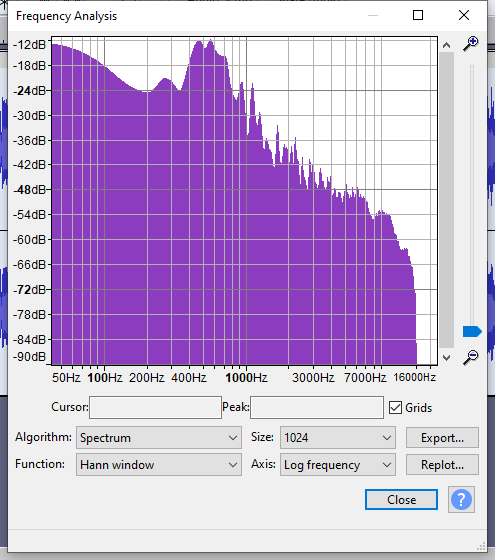 Frequency Analysis
-12dB
-18dB
-24dB
-30dB
-36dB
-42dB
-48dB
-54dB
-60dB
-66dB
-72dB
-78dB
-84dB
-90dB
50Hz 100Hz 200Hz 400Hz 1000Hz 3000Hz 7000Hz 16000Hz
Cursor: Peak: Grids
Algorithm: Spectrum Size: 1024 Export...
Function: Hann window Axis: Log frequency Replot...
Close ?